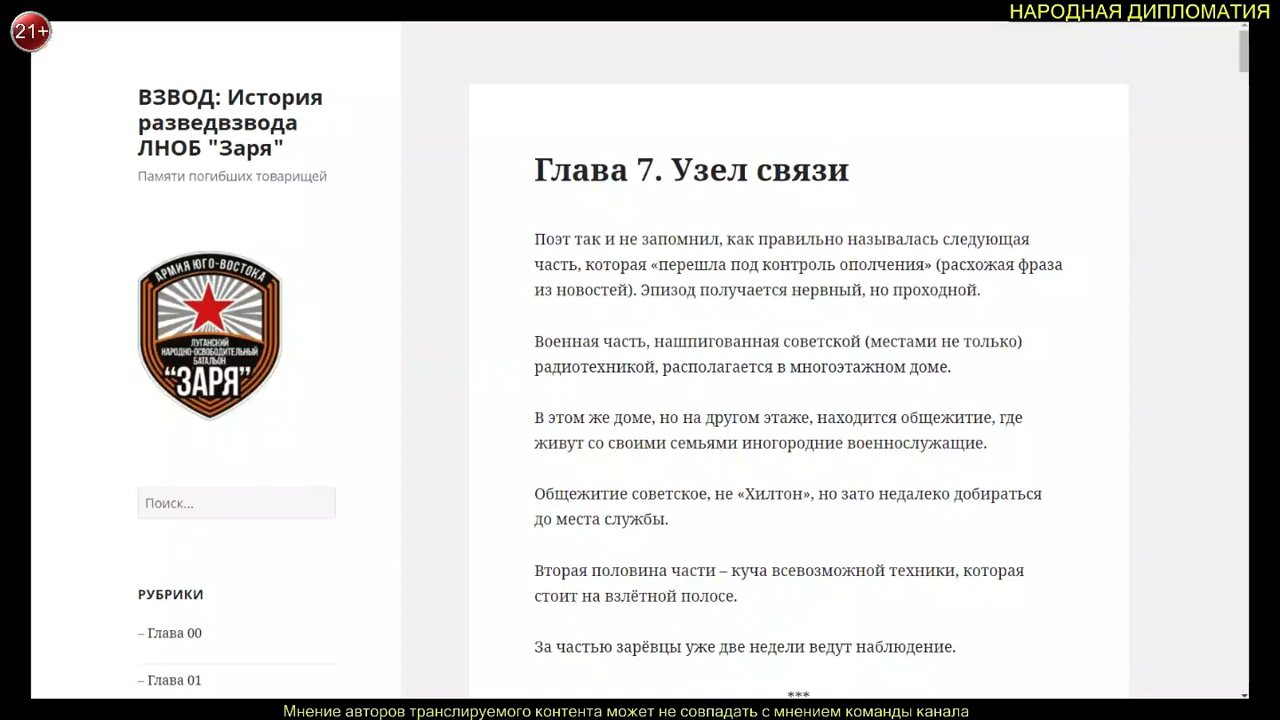 НАРОДНАЯ ДИПЛОМАТИЯ
21+
ВЗВОД: История
разведвзвода
ЛНОБ "Заря"
Памяти погибших товарищей
АРМИЯ ЮГО-ВОСТОКА
ЛУГАНСКИЙ
НАРОДНО-ОСВОБОДИТЕЛЬНЫЙ
БАТАЛЬОН
"ЗАРЯ"
Поиск...
РУБРИКИ
– Глава 00
– Глава 01
Глава 7. Узел связи
Поэт так и не запомнил, как правильно называлась следующая
часть, которая «перешла под контроль ополчения» (расхожая фраза
из новостей). Эпизод получается нервный, но проходной.
Военная часть, нашпигованная советской (местами не только)
радиотехникой, располагается в многоэтажном доме.
В этом же доме, но на другом этаже, находится общежитие, где
живут со своими семьями иногородние военнослужащие.
Общежитие советское, не «Хилтон», но зато недалеко добираться
до места службы.
Вторая половина части – куча всевозможной техники, которая
стоит на взлётной полосе.
За частью зарёвцы уже две недели ведут наблюдение.
***
Мнение авторов транслируемого контента может не совпадать с мнением команды канала